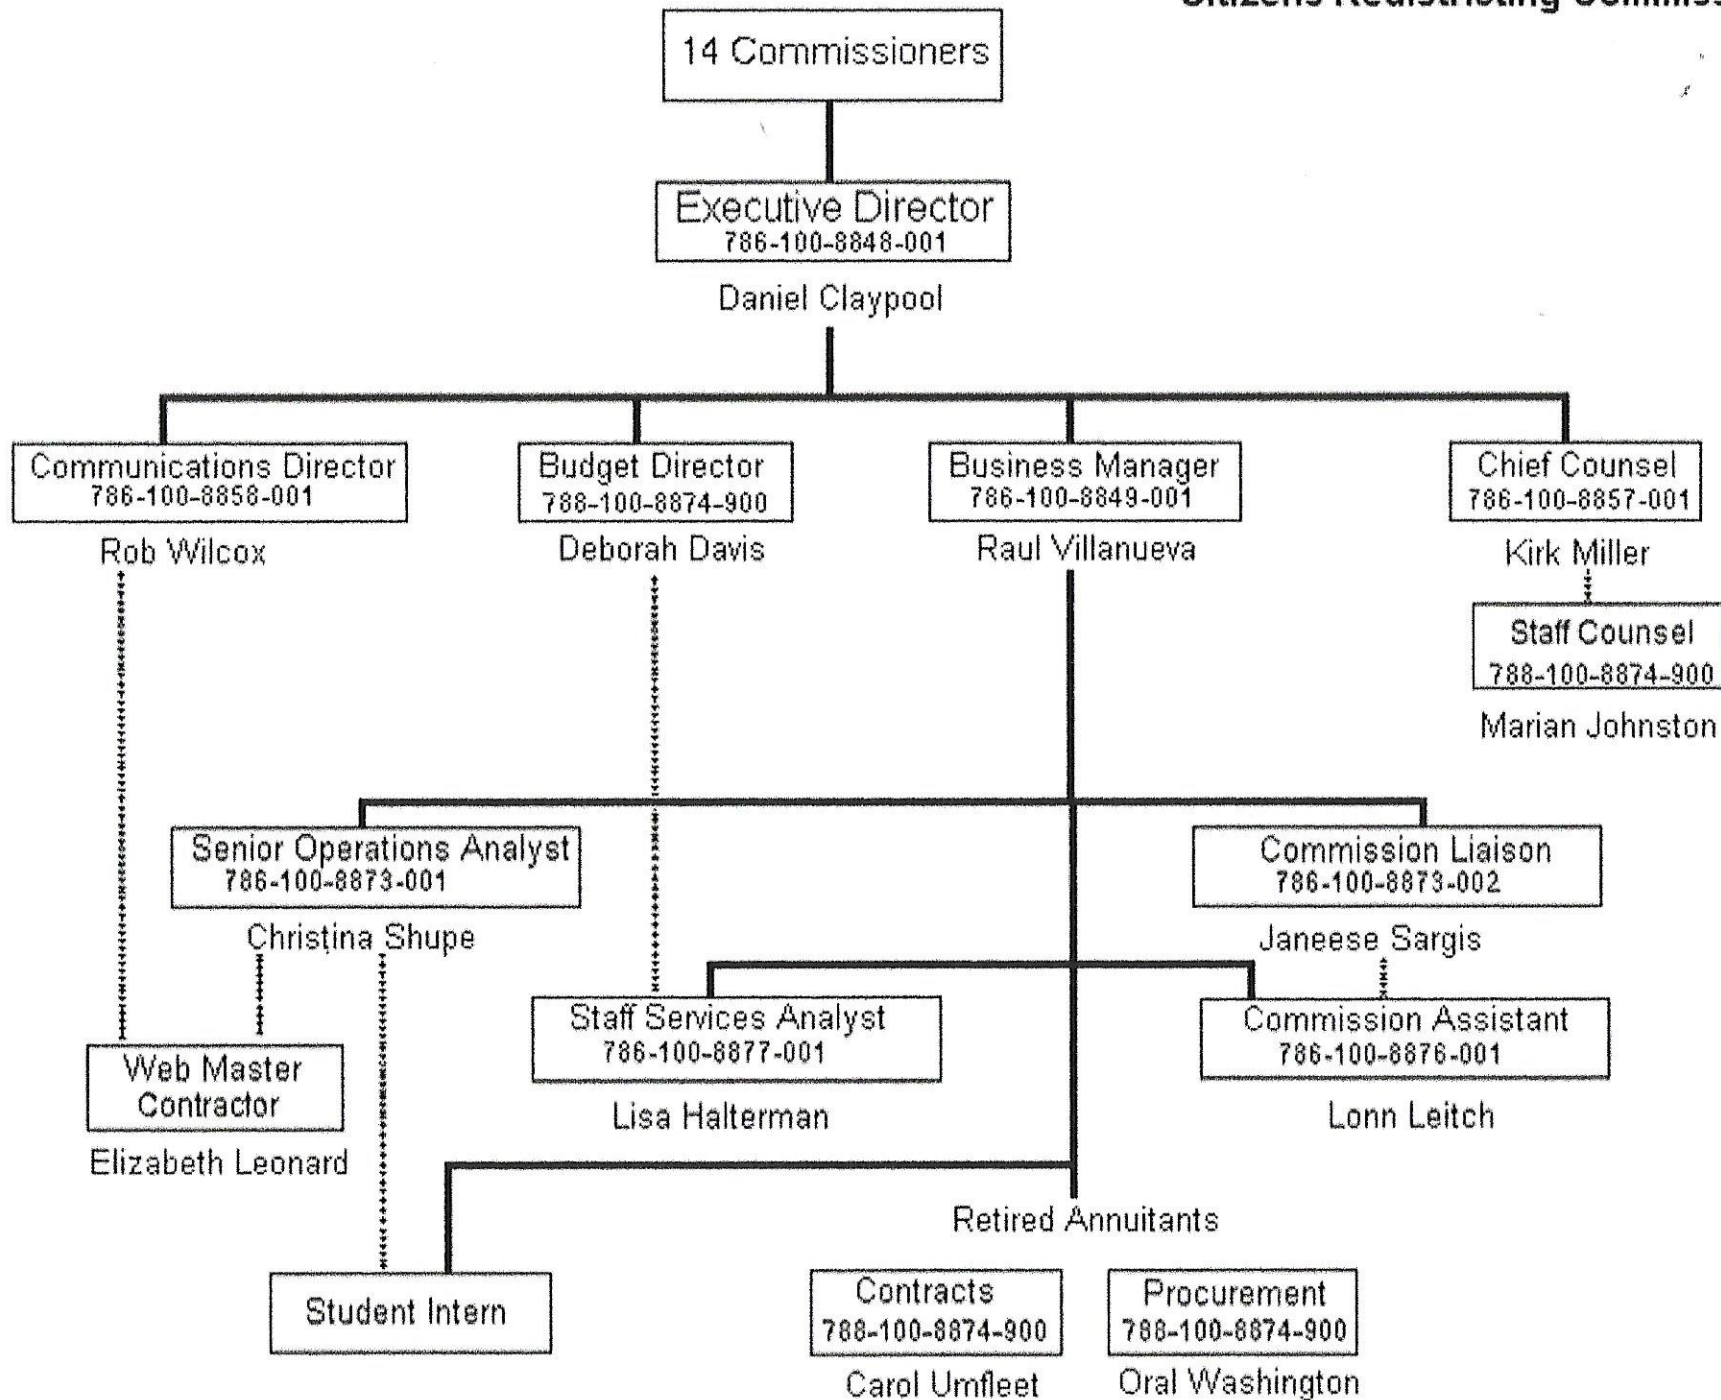 Citizens Redistricting
14 Commissioners
Executive Director
786-100-8848-001
Daniel Claypool
Communications Director
786-100-8858-001
Rob Wilcox
Budget Director
788-100-8874-900
Deborah Davis
Business Manager
786-100-8849-001
Raul Villanueva
Chief Counsel
786-100-8857-001
Kirk Miller
Staff Counsel
788-100-8874-900
Marian Johnston
Senior Operations Analyst
786-100-8873-001
Christina Shupe
Commission Liaison
786-100-8873-002
Janeese Sargis
Staff Services Analyst
786-100-8877-001
Lisa Halterman
Commission Assistant
786-100-8876-001
Lonn Leitch
Web Master
Contractor
Elizabeth Leonard
Retired Annuitants
Student Intern
Contracts
788-100-8874-900
Carol Umfleet
Procurement
788-100-8874-900
Oral Washington